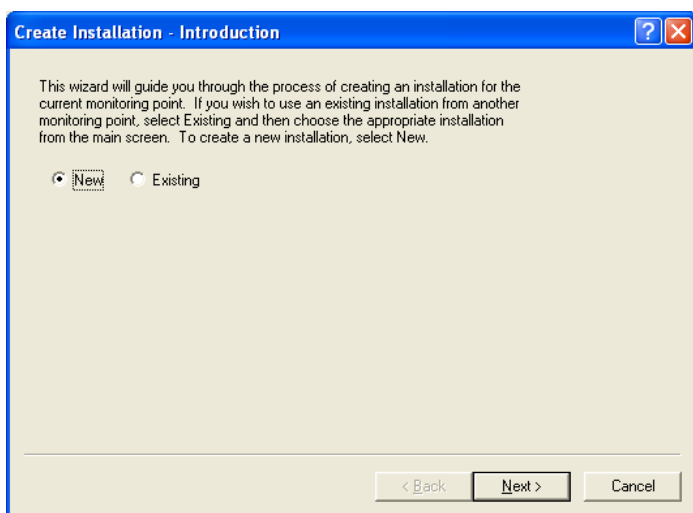 Create Installation - Introduction
This wizard will guide you through the process of creating an installation for the
current monitoring point. If you wish to use an existing installation from another
monitoring point, select Existing and then choose the appropriate installation
from the main screen. To create a new installation, select New.
New Existing
< Back Next > Cancel